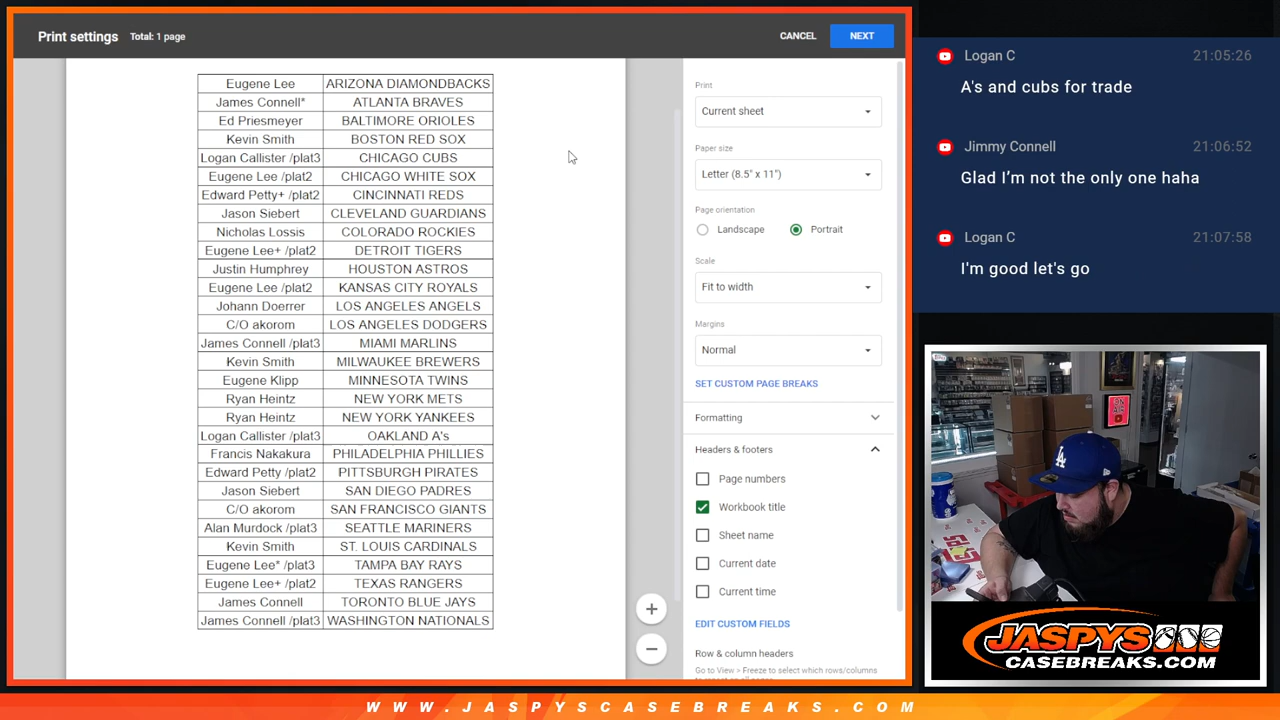 Print settings Total: 1 page CANCEL NEXT
Eugene Lee ARIZONA DIAMONDBACKS
James Connell* ATLANTA BRAVES
Ed Priesmeyer BALTIMORE ORIOLES
Kevin Smith BOSTON RED SOX
Logan Callister /plat3 CHICAGO CUBS
Eugene Lee /plat2 CHICAGO WHITE SOX
Edward Petty+ /plat2 CINCINNATI REDS
Jason Siebert CLEVELAND GUARDIANS
Nicholas Lossis COLORADO ROCKIES
Eugene Lee+ /plat2 DETROIT TIGERS
Justin Humphrey HOUSTON ASTROS
Eugene Lee /plat2 KANSAS CITY ROYALS
Johann Doerrer LOS ANGELES ANGELS
C/O akorom LOS ANGELES DODGERS
James Connell /plat3 MIAMI MARLINS
Kevin Smith MILWAUKEE BREWERS
Eugene Klipp MINNESOTA TWINS
Ryan Heintz NEW YORK METS
Ryan Heintz NEW YORK YANKEES
Logan Callister /plat3 OAKLAND A's
Francis Nakakura PHILADELPHIA PHILLIES
Edward Petty /plat2 PITTSBURGH PIRATES
Jason Siebert SAN DIEGO PADRES
C/O akorom SAN FRANCISCO GIANTS
Alan Murdock /plat3 SEATTLE MARINERS
Kevin Smith ST. LOUIS CARDINALS
Eugene Lee* /plat3 TAMPA BAY RAYS
Eugene Lee+ /plat2 TEXAS RANGERS
James Connell TORONTO BLUE JAYS
James Connell /plat3 WASHINGTON NATIONALS
Print
Current sheet
Paper size
Letter (8.5" x 11")
Page orientation
Landscape Portrait
Scale
Fit to width
Margins
Normal
SET CUSTOM PAGE BREAKS
Formatting
Headers & footers
Page numbers
Workbook title
Sheet name
Current date
Current time
EDIT CUSTOM FIELDS
Row & column headers
Go to View > Freeze to select which rows/columns
Logan C 21:05:26
A's and cubs for trade
Jimmy Connell 21:06:52
Glad I'm not the only one haha
Logan C 21:07:58
I'm good let's go
JASPYS
CASEBREAKS.COM
WWW.JASPYSCASEBREAKS.COM